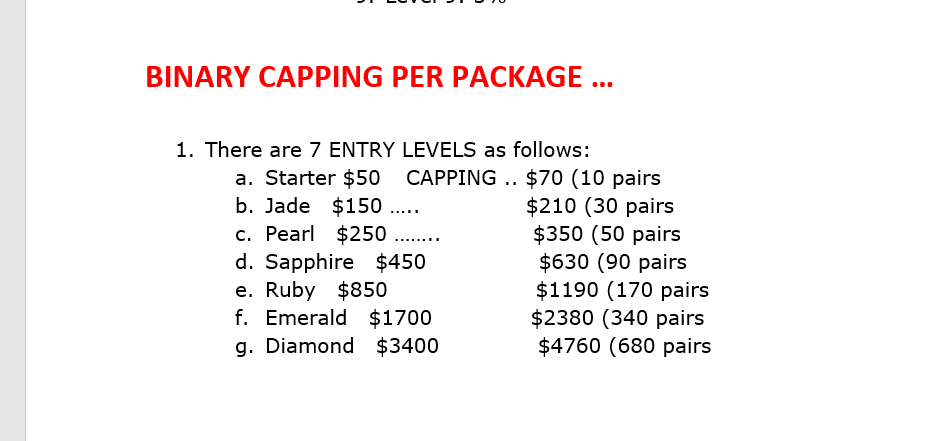 BINARY CAPPING PER PACKAGE ...
1. There are 7 ENTRY LEVELS as follows:
a. Starter $50 CAPPING .. $70 (10 pairs
b. Jade $150 ..... $210 (30 pairs
c. Pearl $250 ........ $350 (50 pairs
d. Sapphire $450 $630 (90 pairs
e. Ruby $850 $1190 (170 pairs
f. Emerald $1700 $2380 (340 pairs
g. Diamond $3400 $4760 (680 pairs